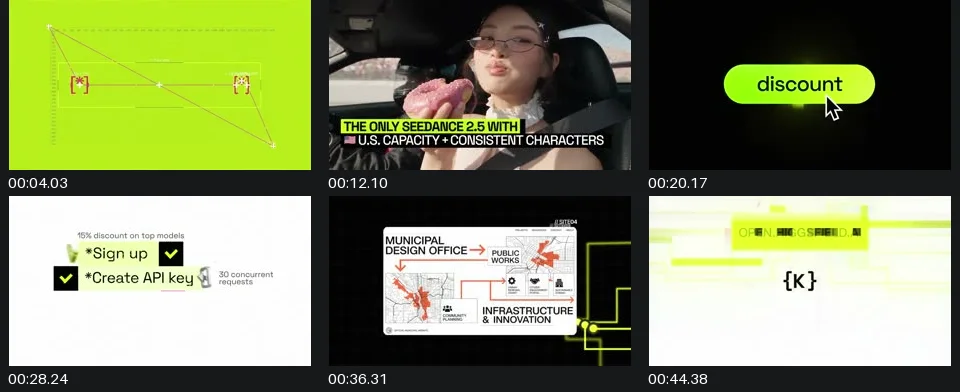 [*]
00:04.03
THE ONLY SEEDANCE 2.5 WITH
U.S. CAPACITY + CONSISTENT CHARACTERS
00:12.10
discount
00:20.17
15% discount on top models
*Sign up
*Create API key
30 concurrent
requests
00:28.24
// SITE04
MUNICIPAL
DESIGN OFFICE
PUBLIC
WORKS
COMMUNITY
PLANNING
INFRASTRUCTURE
& INNOVATION
00:36.31
{K}
00:44.38